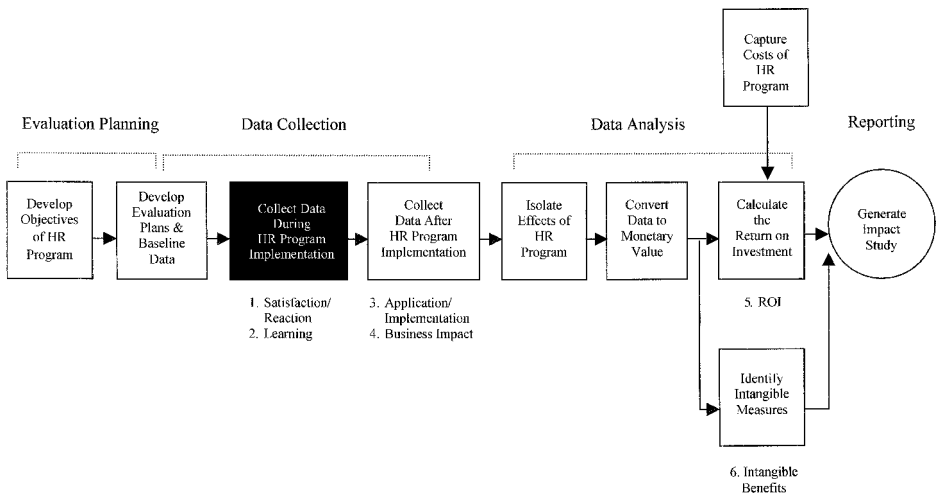 Capture
Costs of
HR
Program
Evaluation Planning
Data Collection
Data Analysis
Reporting
Develop
Objectives
of HR
Program
Develop
Evaluation
Plans &
Baseline
Data
Collect Data
During
HR Program
Implementation
Collect
Data After
HR Program
Implementation
Isolate
Effects of
HR
Program
Convert
Data to
Monetary
Value
Calculate
the
Return on
Investment
Generate
Impact
Study
1. Satisfaction/
Reaction
2. Learning
3. Application/
Implementation
4. Business Impact
5. ROI
Identify
Intangible
Measures
6. Intangible
Benefits